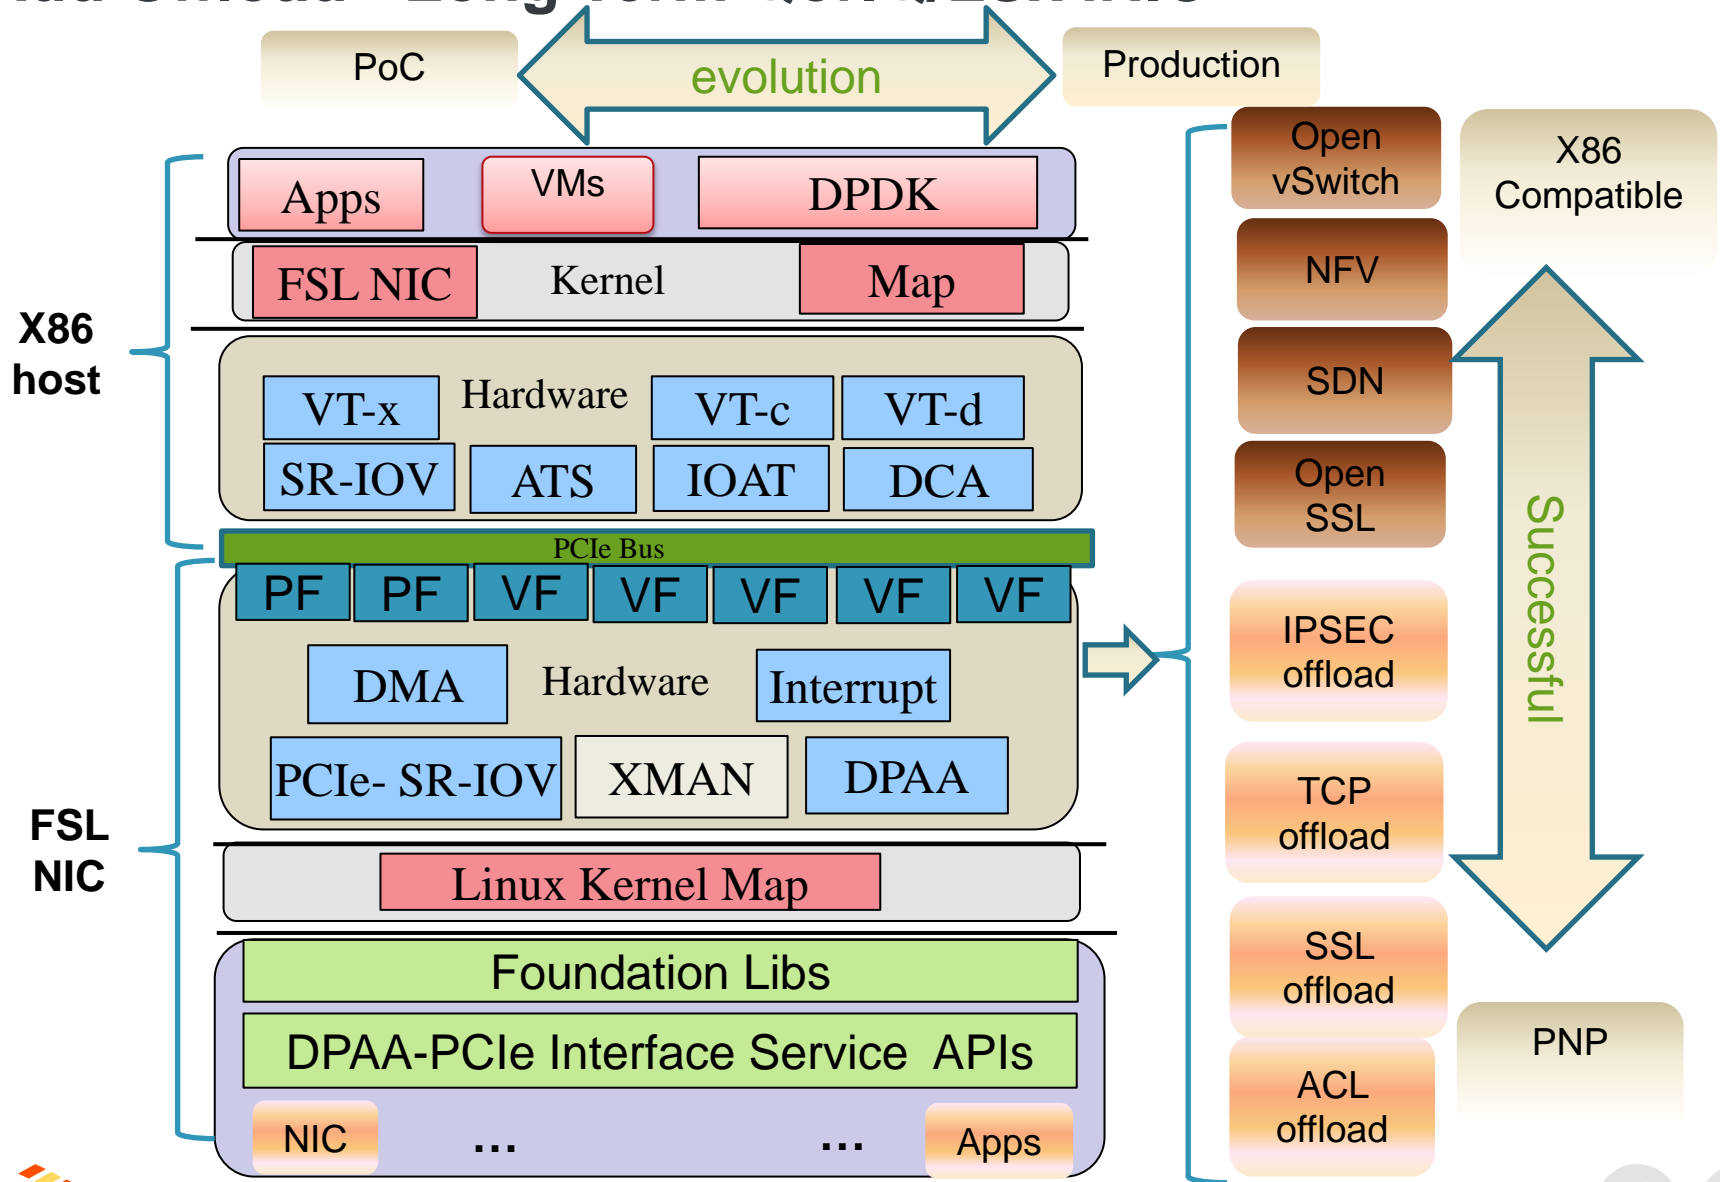 PoC
evolution
Production
Apps
VMs
DPDK
FSL NIC
Kernel
Map
X86
host
Hardware
VT-x
VT-c
VT-d
SR-IOV
ATS
IOAT
DCA
PCIe Bus
PF
PF
VF
VF
VF
VF
VF
DMA
Hardware
Interrupt
PCIe- SR-IOV
XMAN
DPAA
FSL
NIC
Linux Kernel Map
Foundation Libs
DPAA-PCIe Interface Service APIs
NIC
...
...
Apps
Open
vSwitch
NFV
SDN
Open
SSL
IPSEC
offload
TCP
offload
SSL
offload
ACL
offload
X86
Compatible
Successful
PNP